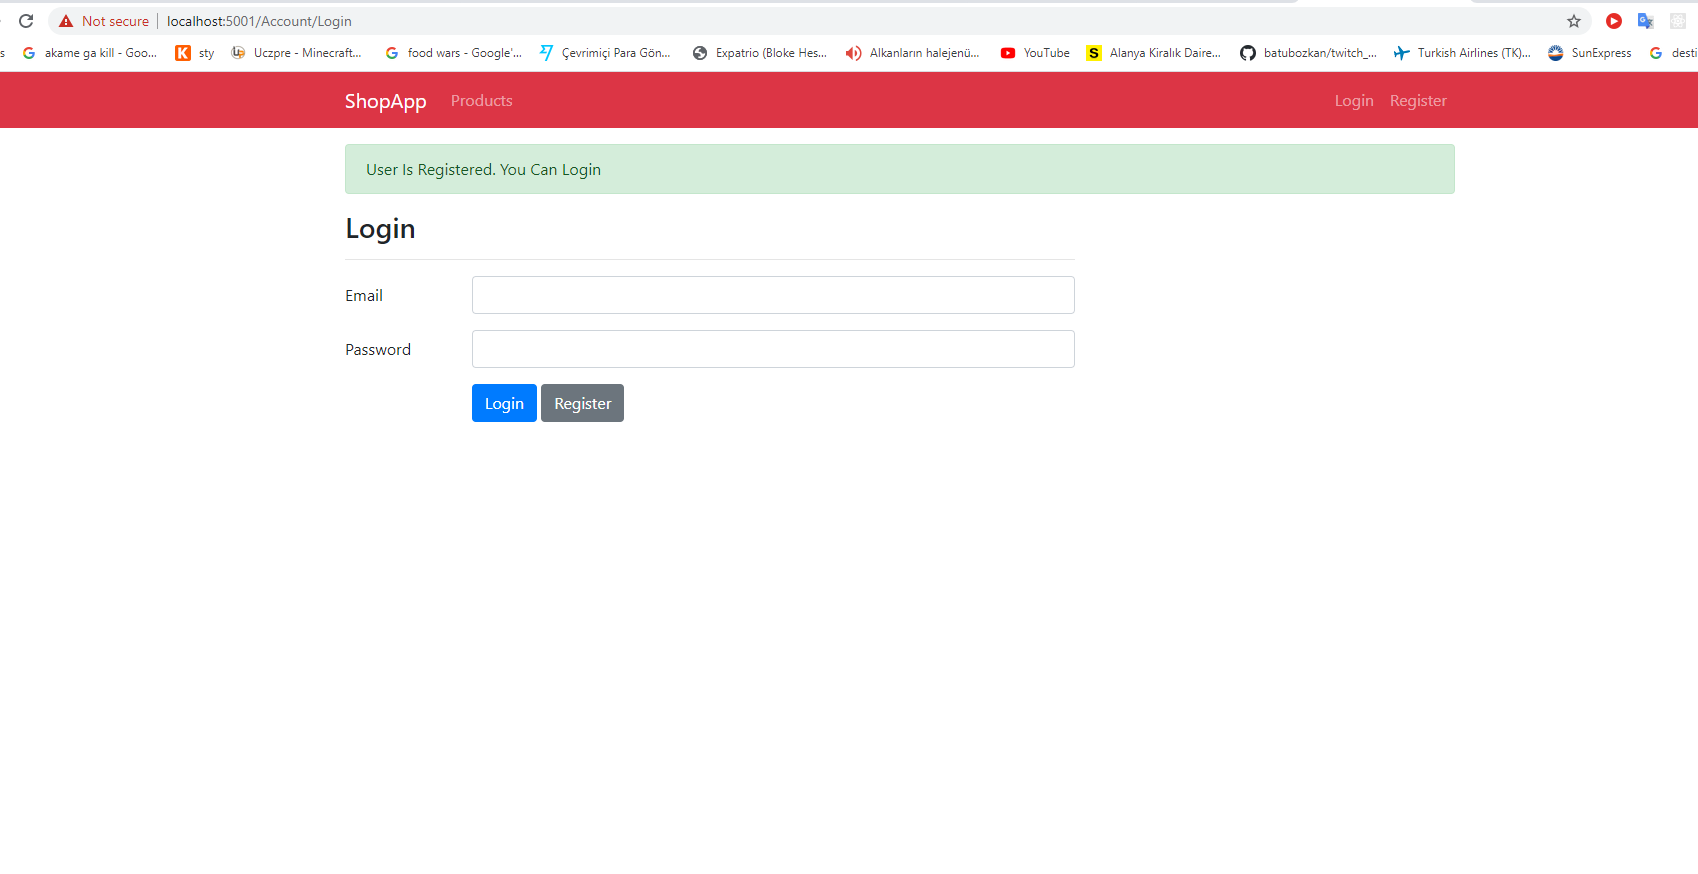 Not secure localhost:5001/Account/Login
s akame ga kill - Goo... sty Uczpre - Minecraft... food wars - Google'... Çevrimiçi Para Gön... Expatrio (Bloke Hes... Alkanların halejenü... YouTube Alanya Kiralık Daire... batubozkan/twitch_... Turkish Airlines (TK)... SunExpress desti
ShopApp Products Login Register
User Is Registered. You Can Login
Login
Email
Password
Login Register